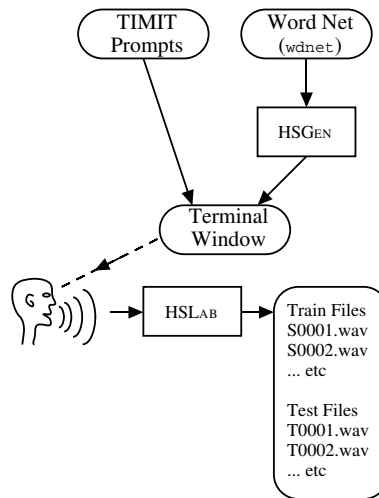 TIMIT
Prompts
Word Net
(wdnet)
HSGEN
Terminal
Window
HSLAB
Train Files
S0001.wav
S0002.wav
... etc
Test Files
T0001.wav
T0002.wav
... etc